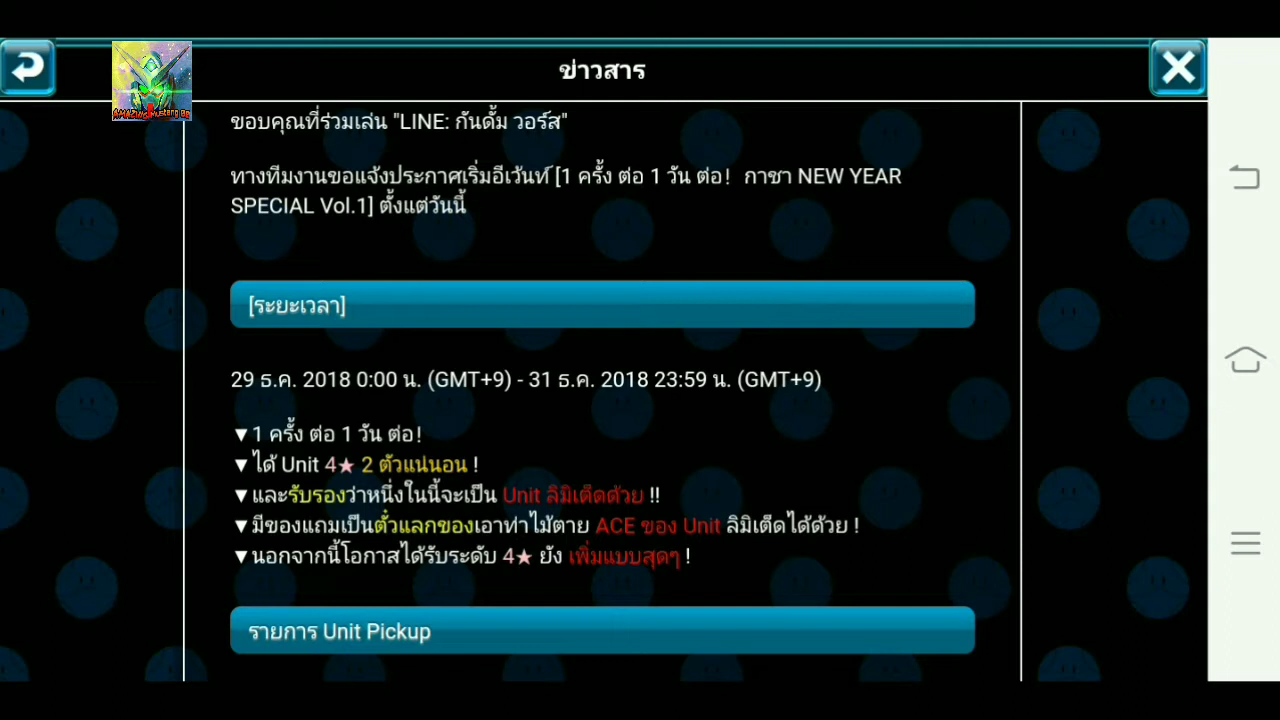 ข่าวสาร
AMAZING Mustang BD
ขอบคุณที่ร่วมเล่น "LINE: กันดั้ม วอร์ส"
ทางทีมงานขอแจ้งประกาศเริ่มอีเว้นท์ [1 ครั้ง ต่อ 1 วัน ต่อ! กาชา NEW YEAR
SPECIAL Vol.1] ตั้งแต่วันนี้
[ระยะเวลา]
29 ธ.ค. 2018 0:00 น. (GMT+9) - 31 ธ.ค. 2018 23:59 น. (GMT+9)
▼1 ครั้ง ต่อ 1 วัน ต่อ!
▼ได้ Unit 4★ 2 ตัวแน่นอน !
▼และรับรองว่าหนึ่งในนี้จะเป็น Unit ลิมิเต็ดด้วย !!
▼มีของแถมเป็นตั๋วแลกของเอาท่าไม้ตาย ACE ของ Unit ลิมิเต็ดได้ด้วย !
▼นอกจากนี้โอกาสได้รับระดับ 4★ ยัง เพิ่มแบบสุดๆ !
รายการ Unit Pickup